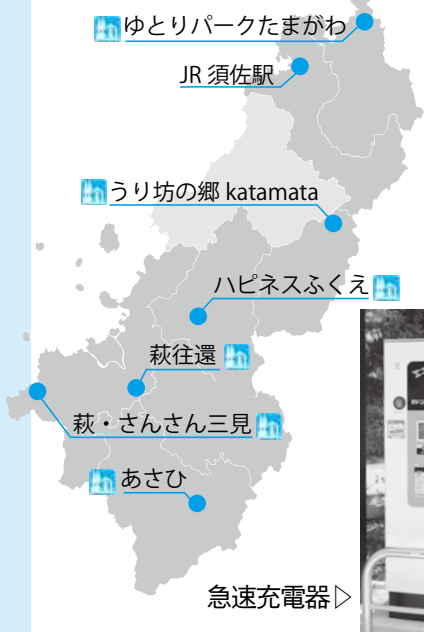 ゆとりパークたまがわ
JR 須佐駅
うり坊の郷 katamata
ハピネスふくえ
萩往還
萩・さんさん三見
あさひ
急速充電器▷